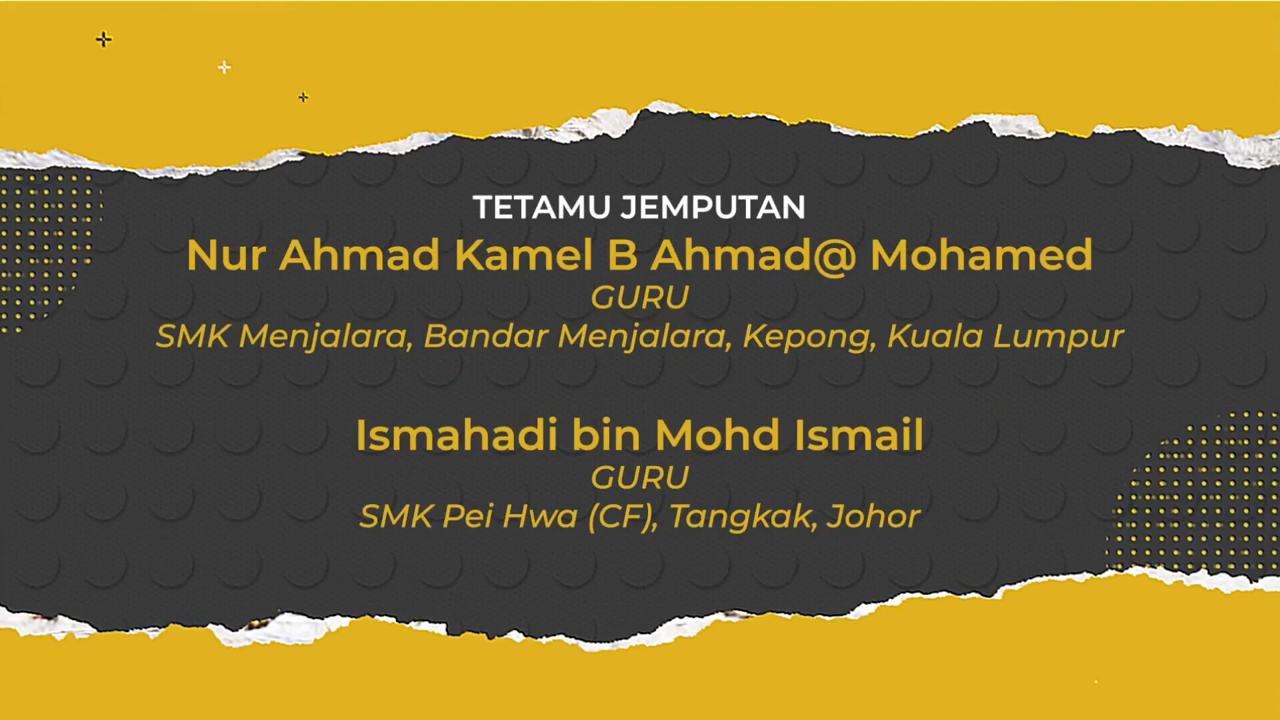 TETAMU JEMPUTAN
Nur Ahmad Kamel B Ahmad@ Mohamed
GURU
SMK Menjalara, Bandar Menjalara, Kepong, Kuala Lumpur
Ismahadi bin Mohd Ismail
GURU
SMK Pei Hwa (CF), Tangkak, Johor